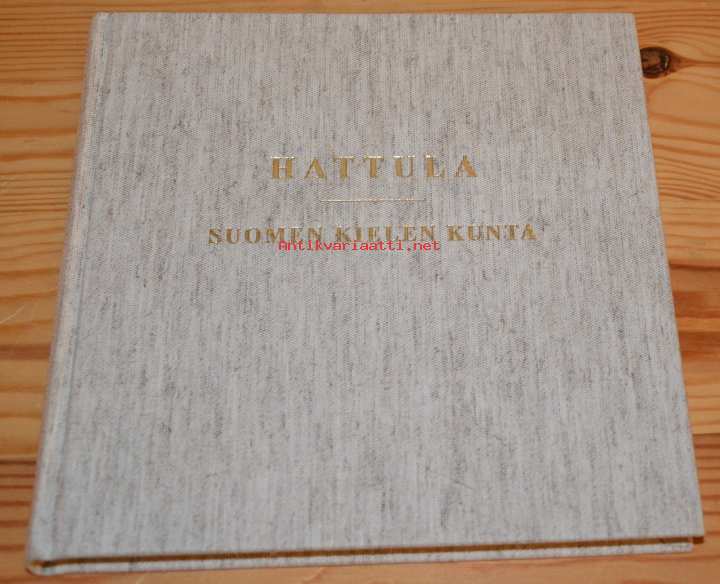 HATTULA
SUOMEN KIELEN KUNTA
Antikvariaatti.net